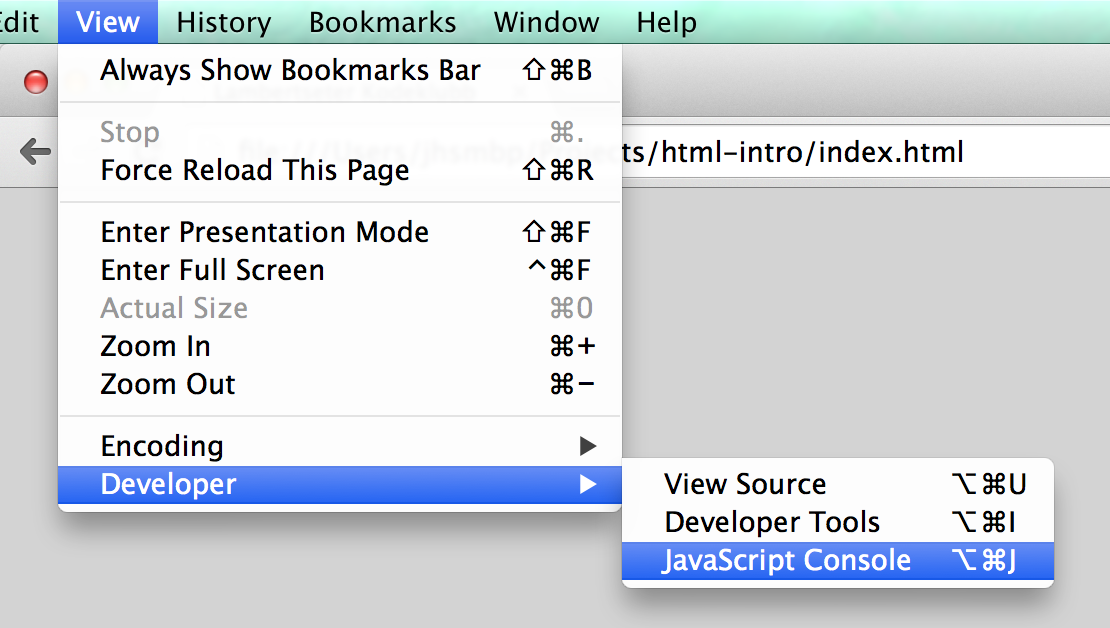 Edit View History Bookmarks Window Help
Always Show Bookmarks Bar ⇧⌘B
Stop ⌘.
ts/html-intro/index.html
Force Reload This Page ⇧⌘R
Enter Presentation Mode ⇧⌘F
Enter Full Screen ^⌘F
Actual Size ⌘0
Zoom In ⌘+
Zoom Out ⌘−
Encoding ▶
Developer ▶
View Source ⌥⌘U
Developer Tools ⌥⌘I
JavaScript Console ⌥⌘J